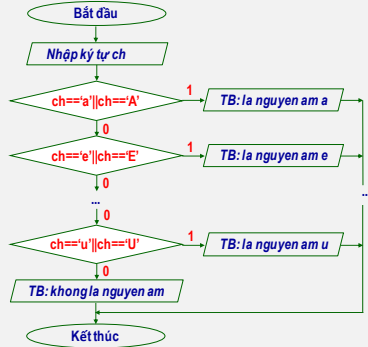 Bắt đầu
Nhập ký tự ch
ch=='a'||ch=='A'
1
TB: la nguyen am a
0
ch=='e'||ch=='E'
1
TB: la nguyen am e
0
...
...
0
ch=='u'||ch=='U'
1
TB: la nguyen am u
0
TB: khong la nguyen am
Kết thúc